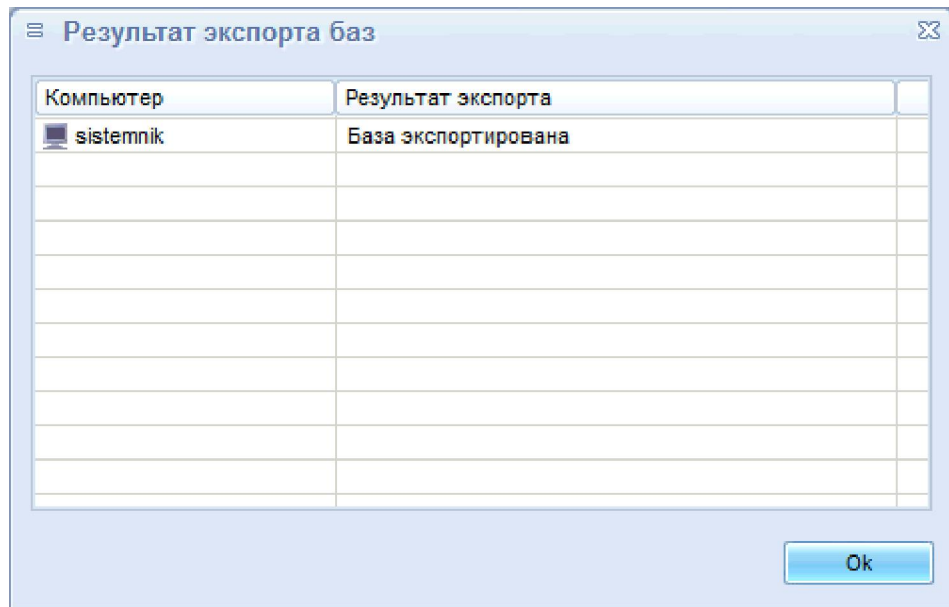 Результат экспорта баз
Компьютер Результат экспорта
sistemnik База экспортирована
Ok